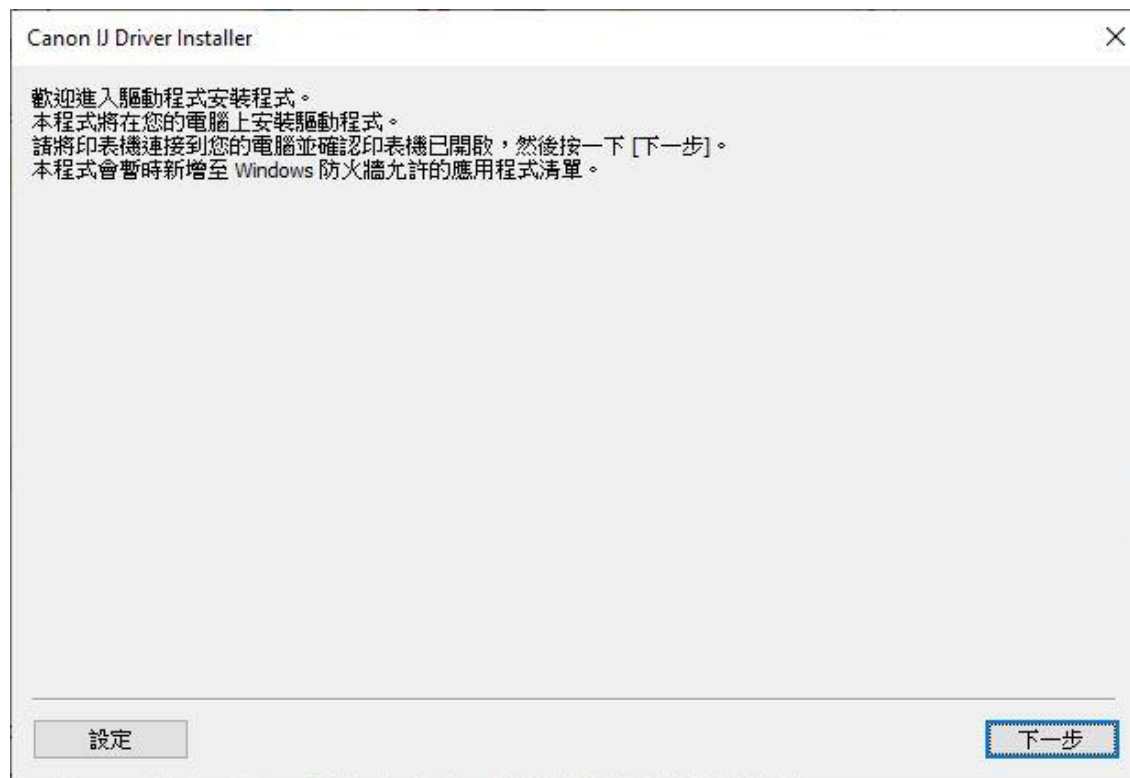 Canon IJ Driver Installer
歡迎進入驅動程式安裝程式。
本程式將在您的電腦上安裝驅動程式。
請將印表機連接到您的電腦並確認印表機已開啟，然後按一下 [下一步]。
本程式會暫時新增至 Windows 防火牆允許的應用程式清單。
設定
下一步